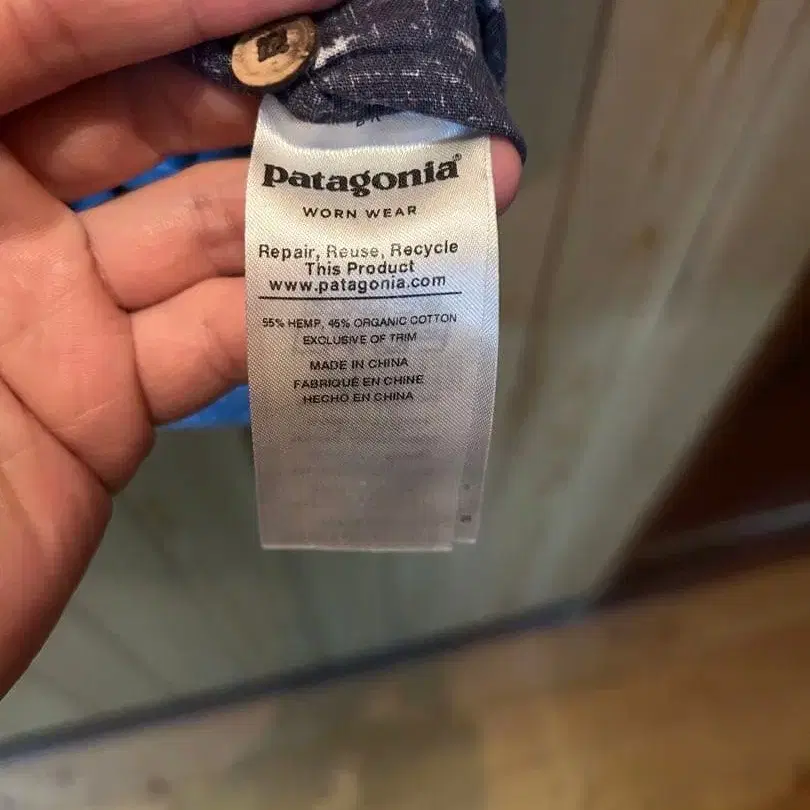 patagonia®
WORN WEAR
Repair, Reuse, Recycle
This Product
www.patagonia.com
55% HEMP, 45% ORGANIC COTTON
EXCLUSIVE OF TRIM
MADE IN CHINA
FABRIQUÉ EN CHINE
HECHO EN CHINA